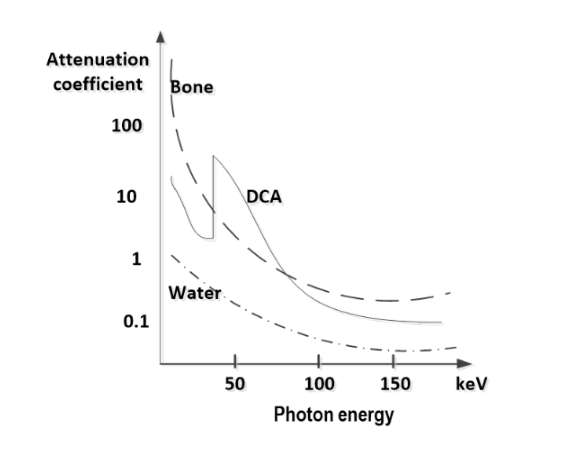 Attenuation
coefficient
Bone
100
10
DCA
1
Water
0.1
50
100
150
keV
Photon energy